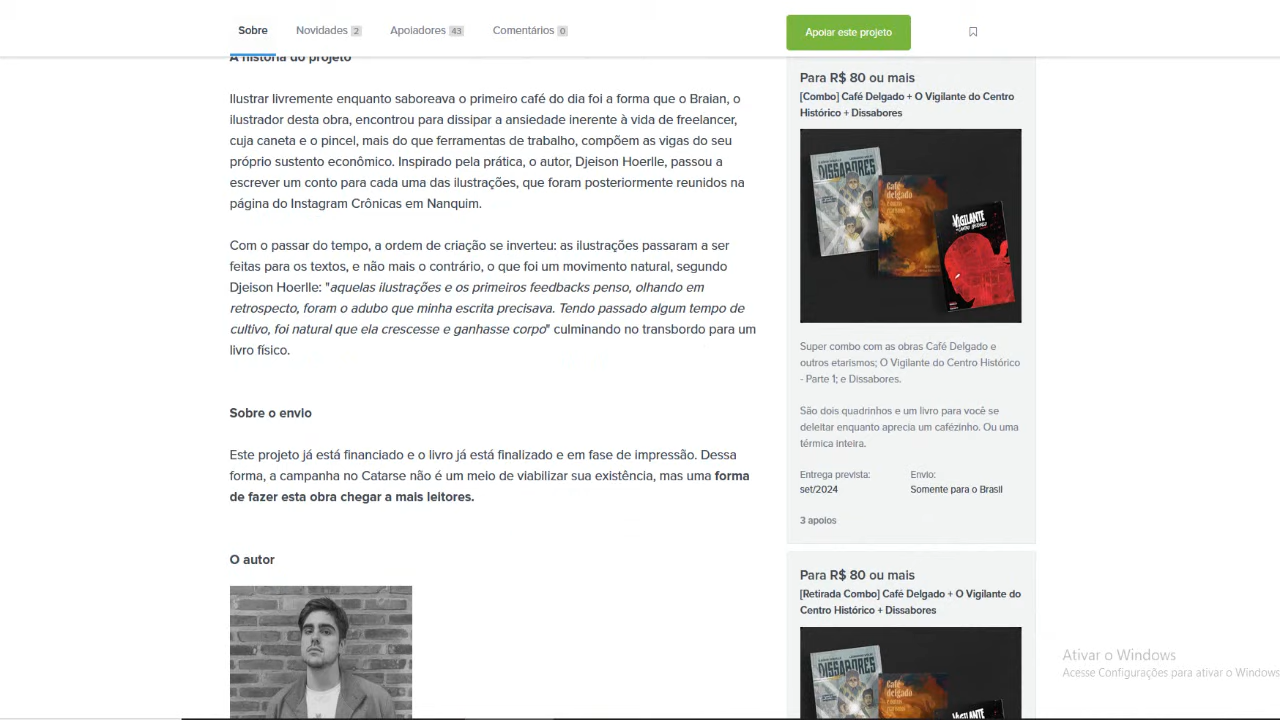 Sobre
Novidades 2
Apoiadores 43
Comentários 0
Apoiar este projeto
A história do projeto
Ilustrar livremente enquanto saboreava o primeiro café do dia foi a forma que o Braian, o
ilustrador desta obra, encontrou para dissipar a ansiedade inerente à vida de freelancer,
cuja caneta e o pincel, mais do que ferramentas de trabalho, compõem as vigas do seu
próprio sustento econômico. Inspirado pela prática, o autor, Djeison Hoerlle, passou a
escrever um conto para cada uma das ilustrações, que foram posteriormente reunidos na
página do Instagram Crônicas em Nanquim.
Com o passar do tempo, a ordem de criação se inverteu: as ilustrações passaram a ser
feitas para os textos, e não mais o contrário, o que foi um movimento natural, segundo
Djeison Hoerlle: "aquelas ilustrações e os primeiros feedbacks penso, olhando em
retrospecto, foram o adubo que minha escrita precisava. Tendo passado algum tempo de
cultivo, foi natural que ela crescesse e ganhasse corpo" culminando no transbordo para um
livro físico.
Sobre o envio
Este projeto já está financiado e o livro já está finalizado e em fase de impressão. Dessa
forma, a campanha no Catarse não é um meio de viabilizar sua existência, mas uma forma
de fazer esta obra chegar a mais leitores.
O autor
Para R$ 80 ou mais
[Combo] Café Delgado + O Vigilante do Centro
Histórico + Dissabores
DISSABORES
Café
delgado
VIGILANTE
Super combo com as obras Café Delgado e
outros etarismos; O Vigilante do Centro Histórico
- Parte 1; e Dissabores.
São dois quadrinhos e um livro para você se
deleitar enquanto aprecia um cafézinho. Ou uma
térmica inteira.
Entrega prevista:
set/2024
Envio:
Somente para o Brasil
3 apoios
Para R$ 80 ou mais
[Retirada Combo] Café Delgado + O Vigilante do
Centro Histórico + Dissabores
DISSABORES
Café
delgado
VIGILANTE
Ativar o Windows
Acesse Configurações para ativar o Windows